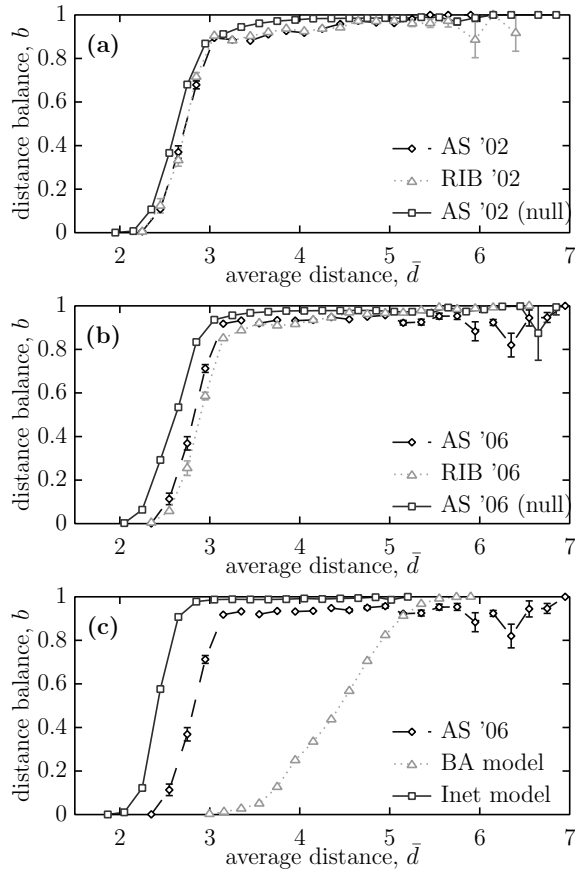 1
0.8
0.6
0.4
0.2
0
distance balance, b
(a)
AS '02
RIB '02
AS '02 (null)
2 3 4 5 6 7
average distance, d̄
1
0.8
0.6
0.4
0.2
0
distance balance, b
(b)
AS '06
RIB '06
AS '06 (null)
2 3 4 5 6 7
average distance, d̄
1
0.8
0.6
0.4
0.2
0
distance balance, b
(c)
AS '06
BA model
Inet model
2 3 4 5 6 7
average distance, d̄